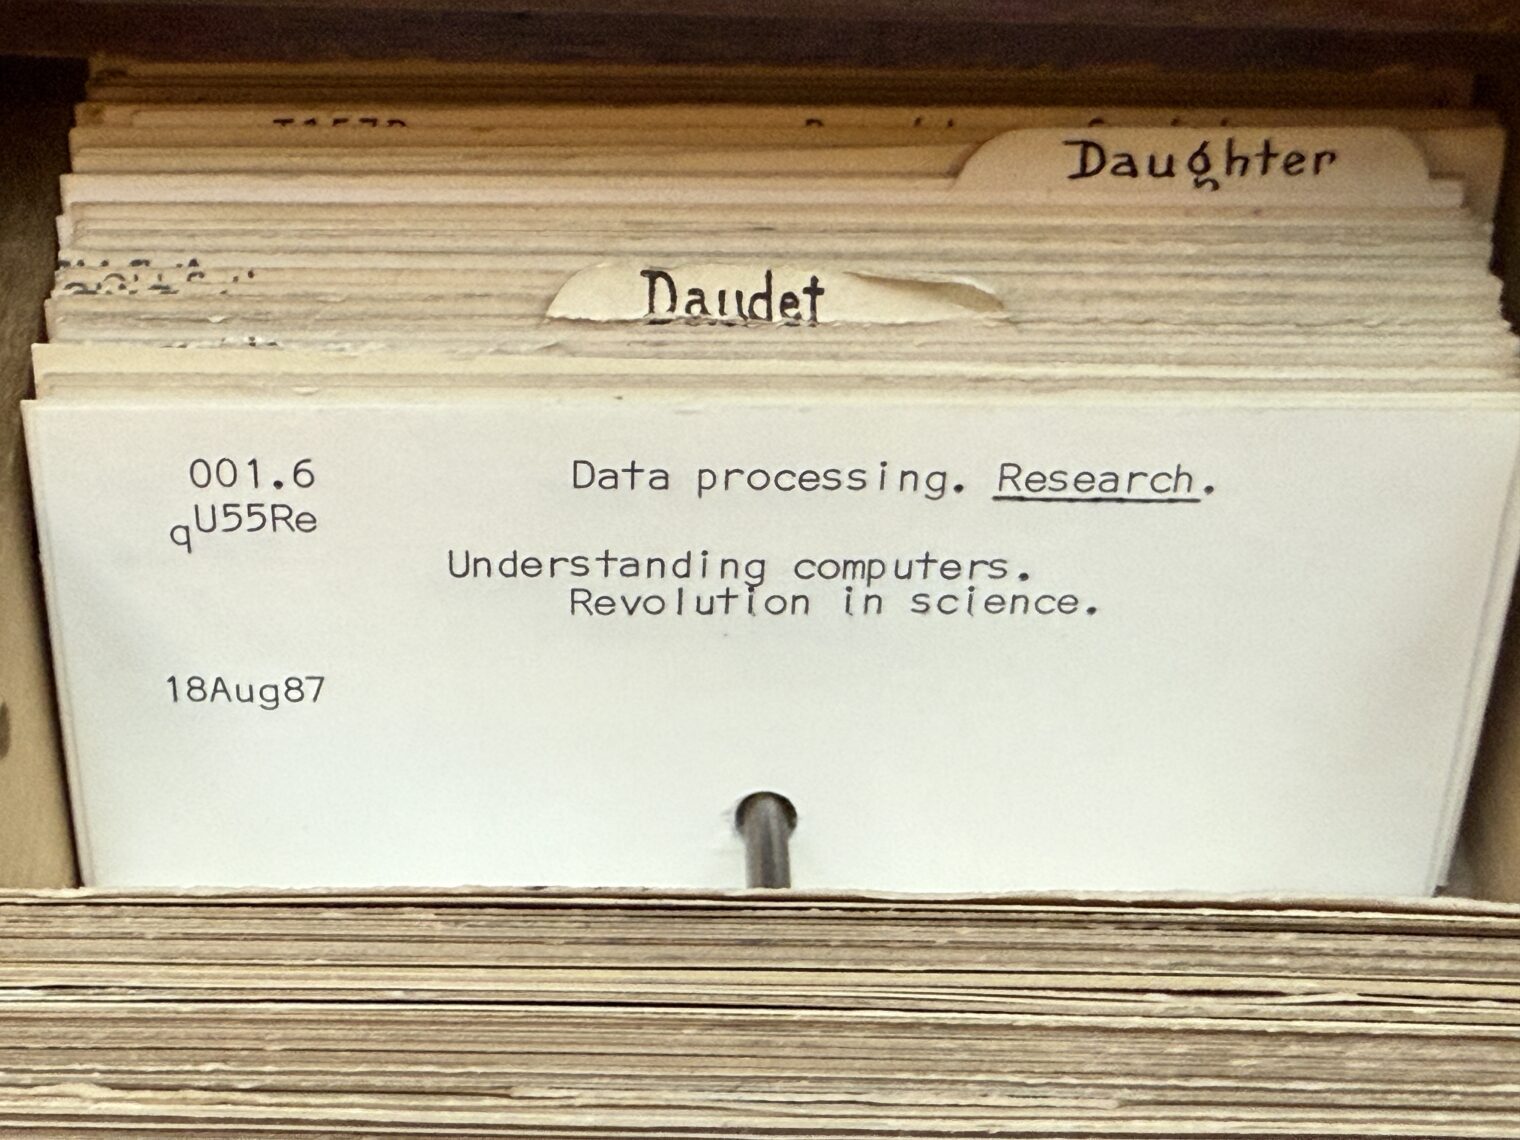 Daughter
Daudet
001.6 Data processing. Research.
qU55Re
Understanding computers.
Revolution in science.
18Aug87